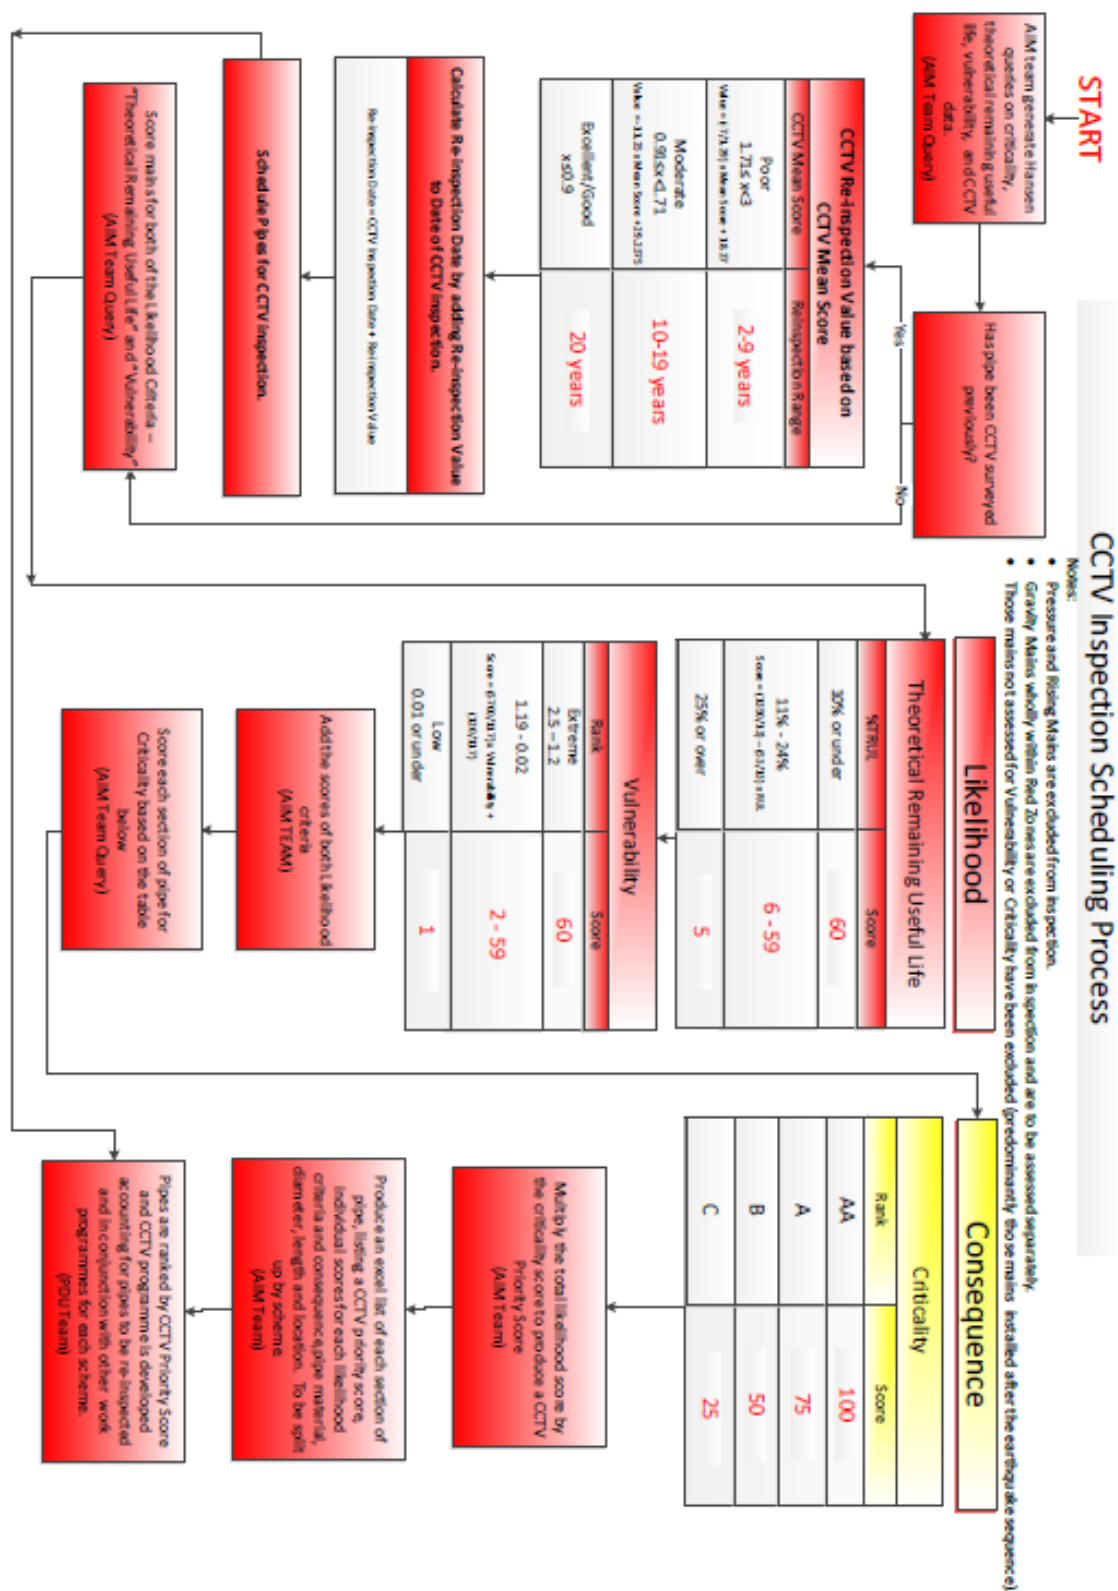 CCTV Inspection Scheduling Process
START
Notes:
• Pressure and Rising Mains are excluded from inspection.
• Gravity Mains wholly within Red Zones are excluded from inspection and are to be assessed separately.
• Those mains not assessed for Vulnerability or Criticality have been excluded (predominantly those mains installed after the earthquake sequence)
AIM team generate Hansen
queries on criticality,
theoretical remaining useful
life, vulnerability, and CCTV
data.
(AIM Team Query)
Has pipe been CCTV surveyed
previously?
Yes
No
CCTV Re-inspection Value based on
CCTV Mean Score
CCTV Mean Score
Reinspection Range
Poor
1.71≤ x<3
2-9 years
Moderate
0.91≤x<1.71
10-19 years
Excellent/Good
x≤0.9
20 years
Calculate Re-inspection Date by adding Re-inspection Value
to Date of CCTV inspection.
Re-inspection Date = CCTV Inspection Date + Re-inspection Value
Schedule Pipes for CCTV inspection.
Score mains for both of the Likelihood Criteria –
"Theoretical Remaining Useful Life" and "Vulnerability"
(AIM Team Query)
Likelihood
Theoretical Remaining Useful Life
%TRUL
Score
10% or under
60
11% - 24%
6 - 59
25% or over
5
Vulnerability
Rank
Score
Extreme
2.5 – 1.2
60
1.19 - 0.02
2 - 59
Low
0.01 or under
1
Add the scores of both Likelihood
criteria
(AIM TEAM)
Score each section of pipe for
Criticality based on the table
below
(AIM Team Query)
Consequence
Criticality
Rank
Score
AA
100
A
75
B
50
C
25
Multiply the total likelihood score by
the criticality score to produce a CCTV
Priority Score
(AIM Team)
Produce an excel list of each section of
pipe, listing a CCTV priority score,
individual scores for each likelihood
criteria and consequence, pipe material,
diameter, length and location. To be split
up by scheme.
(AIM Team)
Pipes are ranked by CCTV Priority Score
and CCTV programme is developed
accounting for pipes to be re-inspected
and in conjunction with other work
programmes for each scheme.
(PDU Team)